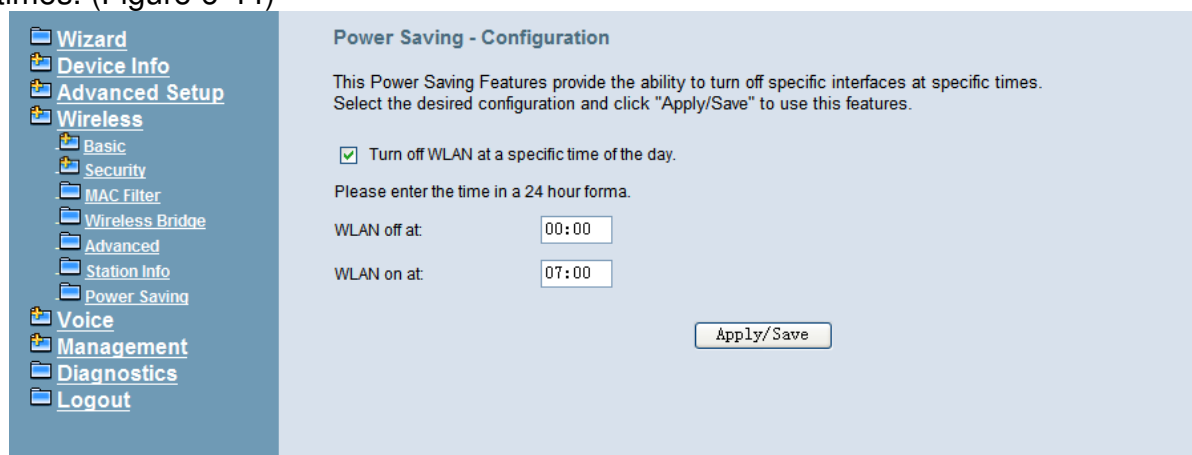 times. (Figure 3-44)
Wizard
Device Info
Advanced Setup
Wireless
Basic
Security
MAC Filter
Wireless Bridge
Advanced
Station Info
Power Saving
Voice
Management
Diagnostics
Logout
Power Saving - Configuration
This Power Saving Features provide the ability to turn off specific interfaces at specific times.
Select the desired configuration and click "Apply/Save" to use this features.
Turn off WLAN at a specific time of the day.
Please enter the time in a 24 hour forma.
WLAN off at: 00:00
WLAN on at: 07:00
Apply/Save